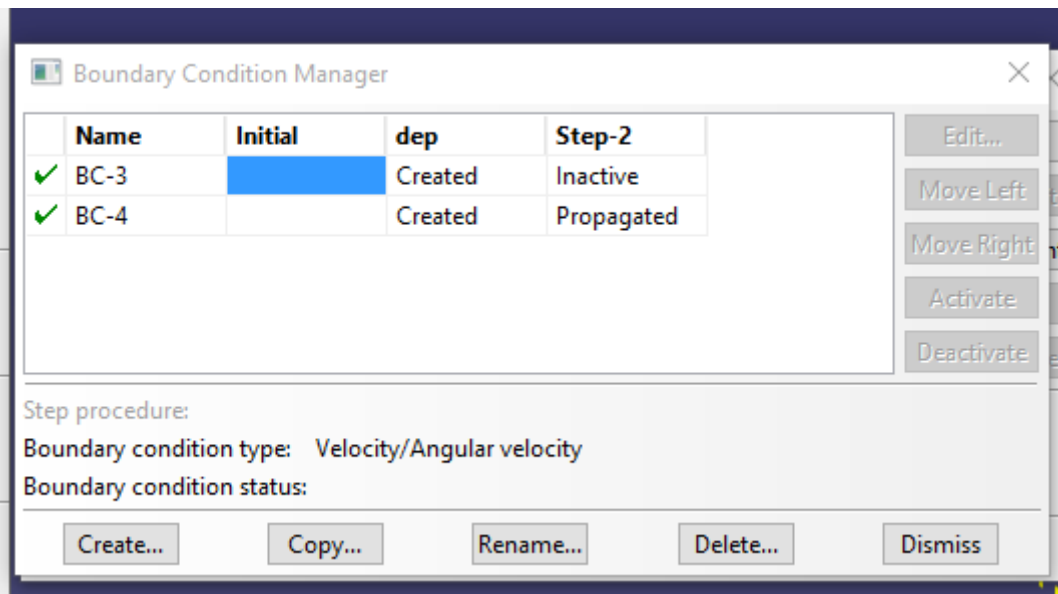 Boundary Condition Manager
Name Initial dep Step-2
BC-3 Created Inactive
BC-4 Created Propagated
Edit...
Move Left
Move Right
Activate
Deactivate
Step procedure:
Boundary condition type: Velocity/Angular velocity
Boundary condition status:
Create... Copy... Rename... Delete... Dismiss